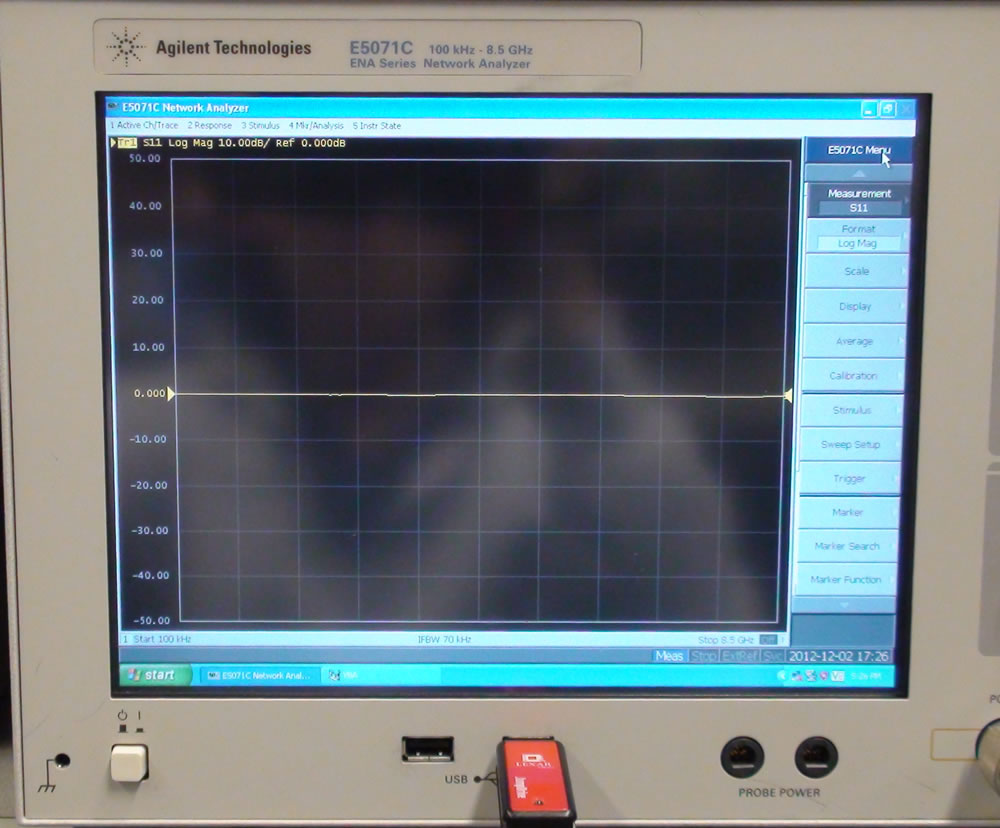 Agilent Technologies E5071C 100 kHz - 8.5 GHz
ENA Series Network Analyzer
E5071C Network Analyzer
1 Active Ch/Trace 2 Response 3 Stimulus 4 Mkr/Analysis 5 Instr State
Tr1 S11 Log Mag 10.00dB/ Ref 0.000dB
50.00
40.00
30.00
20.00
10.00
0.000
-10.00
-20.00
-30.00
-40.00
-50.00
E5071C Menu
Measurement
S11
Format
Log Mag
Scale
Display
Average
Calibration
Stimulus
Sweep Setup
Trigger
Marker
Marker Search
Marker Function
1 Start 100 kHz IFBW 70 kHz Stop 8.5 GHz Off
Meas Stop ExtRef Svc 2012-12-02 17:26
start E5071C Network Anal... VBA 5:26 PM
USB
LEXAR
JumpDrive
PROBE POWER